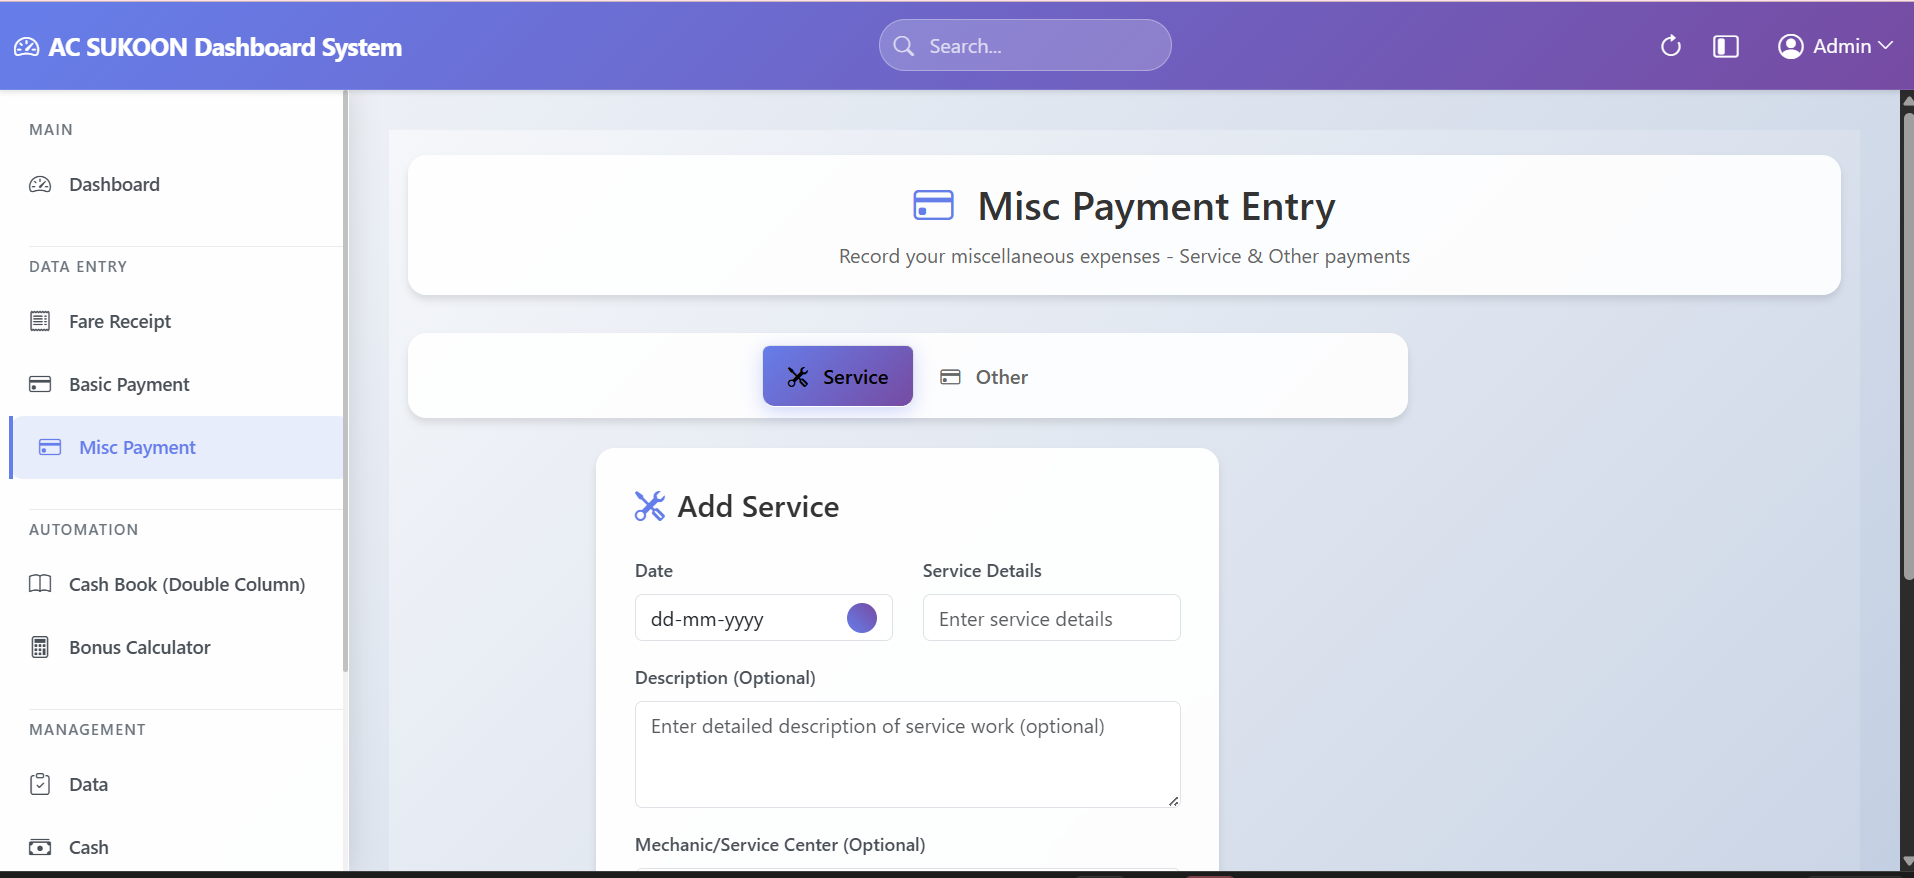 AC SUKOON Dashboard System
Search...
Admin
MAIN
Dashboard
DATA ENTRY
Fare Receipt
Basic Payment
Misc Payment
AUTOMATION
Cash Book (Double Column)
Bonus Calculator
MANAGEMENT
Data
Cash
Misc Payment Entry
Record your miscellaneous expenses - Service & Other payments
Service
Other
Add Service
Date
Service Details
dd-mm-yyyy
Enter service details
Description (Optional)
Enter detailed description of service work (optional)
Mechanic/Service Center (Optional)